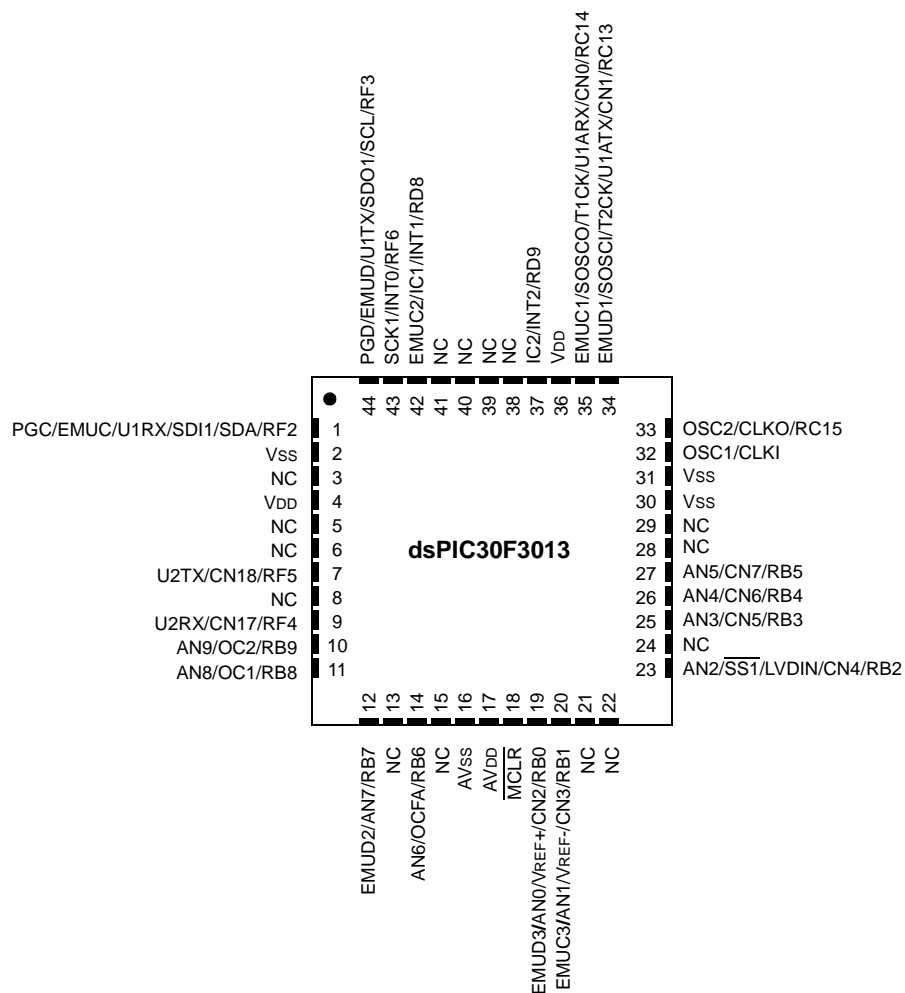 PGD/EMUD/U1TX/SDO1/SCL/RF3
SCK1/INT0/RF6
EMUC2/IC1/INT1/RD8
NC
NC
NC
NC
IC2/INT2/RD9
VDD
EMUC1/SOSCO/T1CK/U1ARX/CN0/RC14
EMUD1/SOSCI/T2CK/U1ATX/CN1/RC13
44 43 42 41 40 39 38 37 36 35 34
PGC/EMUC/U1RX/SDI1/SDA/RF2 1
VSS 2
NC 3
VDD 4
NC 5
NC 6
U2TX/CN18/RF5 7
NC 8
U2RX/CN17/RF4 9
AN9/OC2/RB9 10
AN8/OC1/RB8 11
dsPIC30F3013
33 OSC2/CLKO/RC15
32 OSC1/CLKI
31 VSS
30 VSS
29 NC
28 NC
27 AN5/CN7/RB5
26 AN4/CN6/RB4
25 AN3/CN5/RB3
24 NC
23 AN2/SS1/LVDIN/CN4/RB2
12 13 14 15 16 17 18 19 20 21 22
EMUD2/AN7/RB7
NC
AN6/OCFA/RB6
NC
AVSS
AVDD
MCLR
EMUD3/AN0/VREF+/CN2/RB0
EMUC3/AN1/VREF-/CN3/RB1
NC
NC